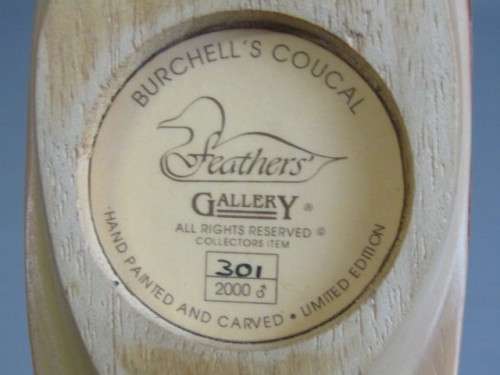 BURCHELL'S COUCAL
Feathers'
GALLERY ®
ALL RIGHTS RESERVED ©
COLLECTORS ITEM
301
2000 ♂
HAND PAINTED AND CARVED • LIMITED EDITION